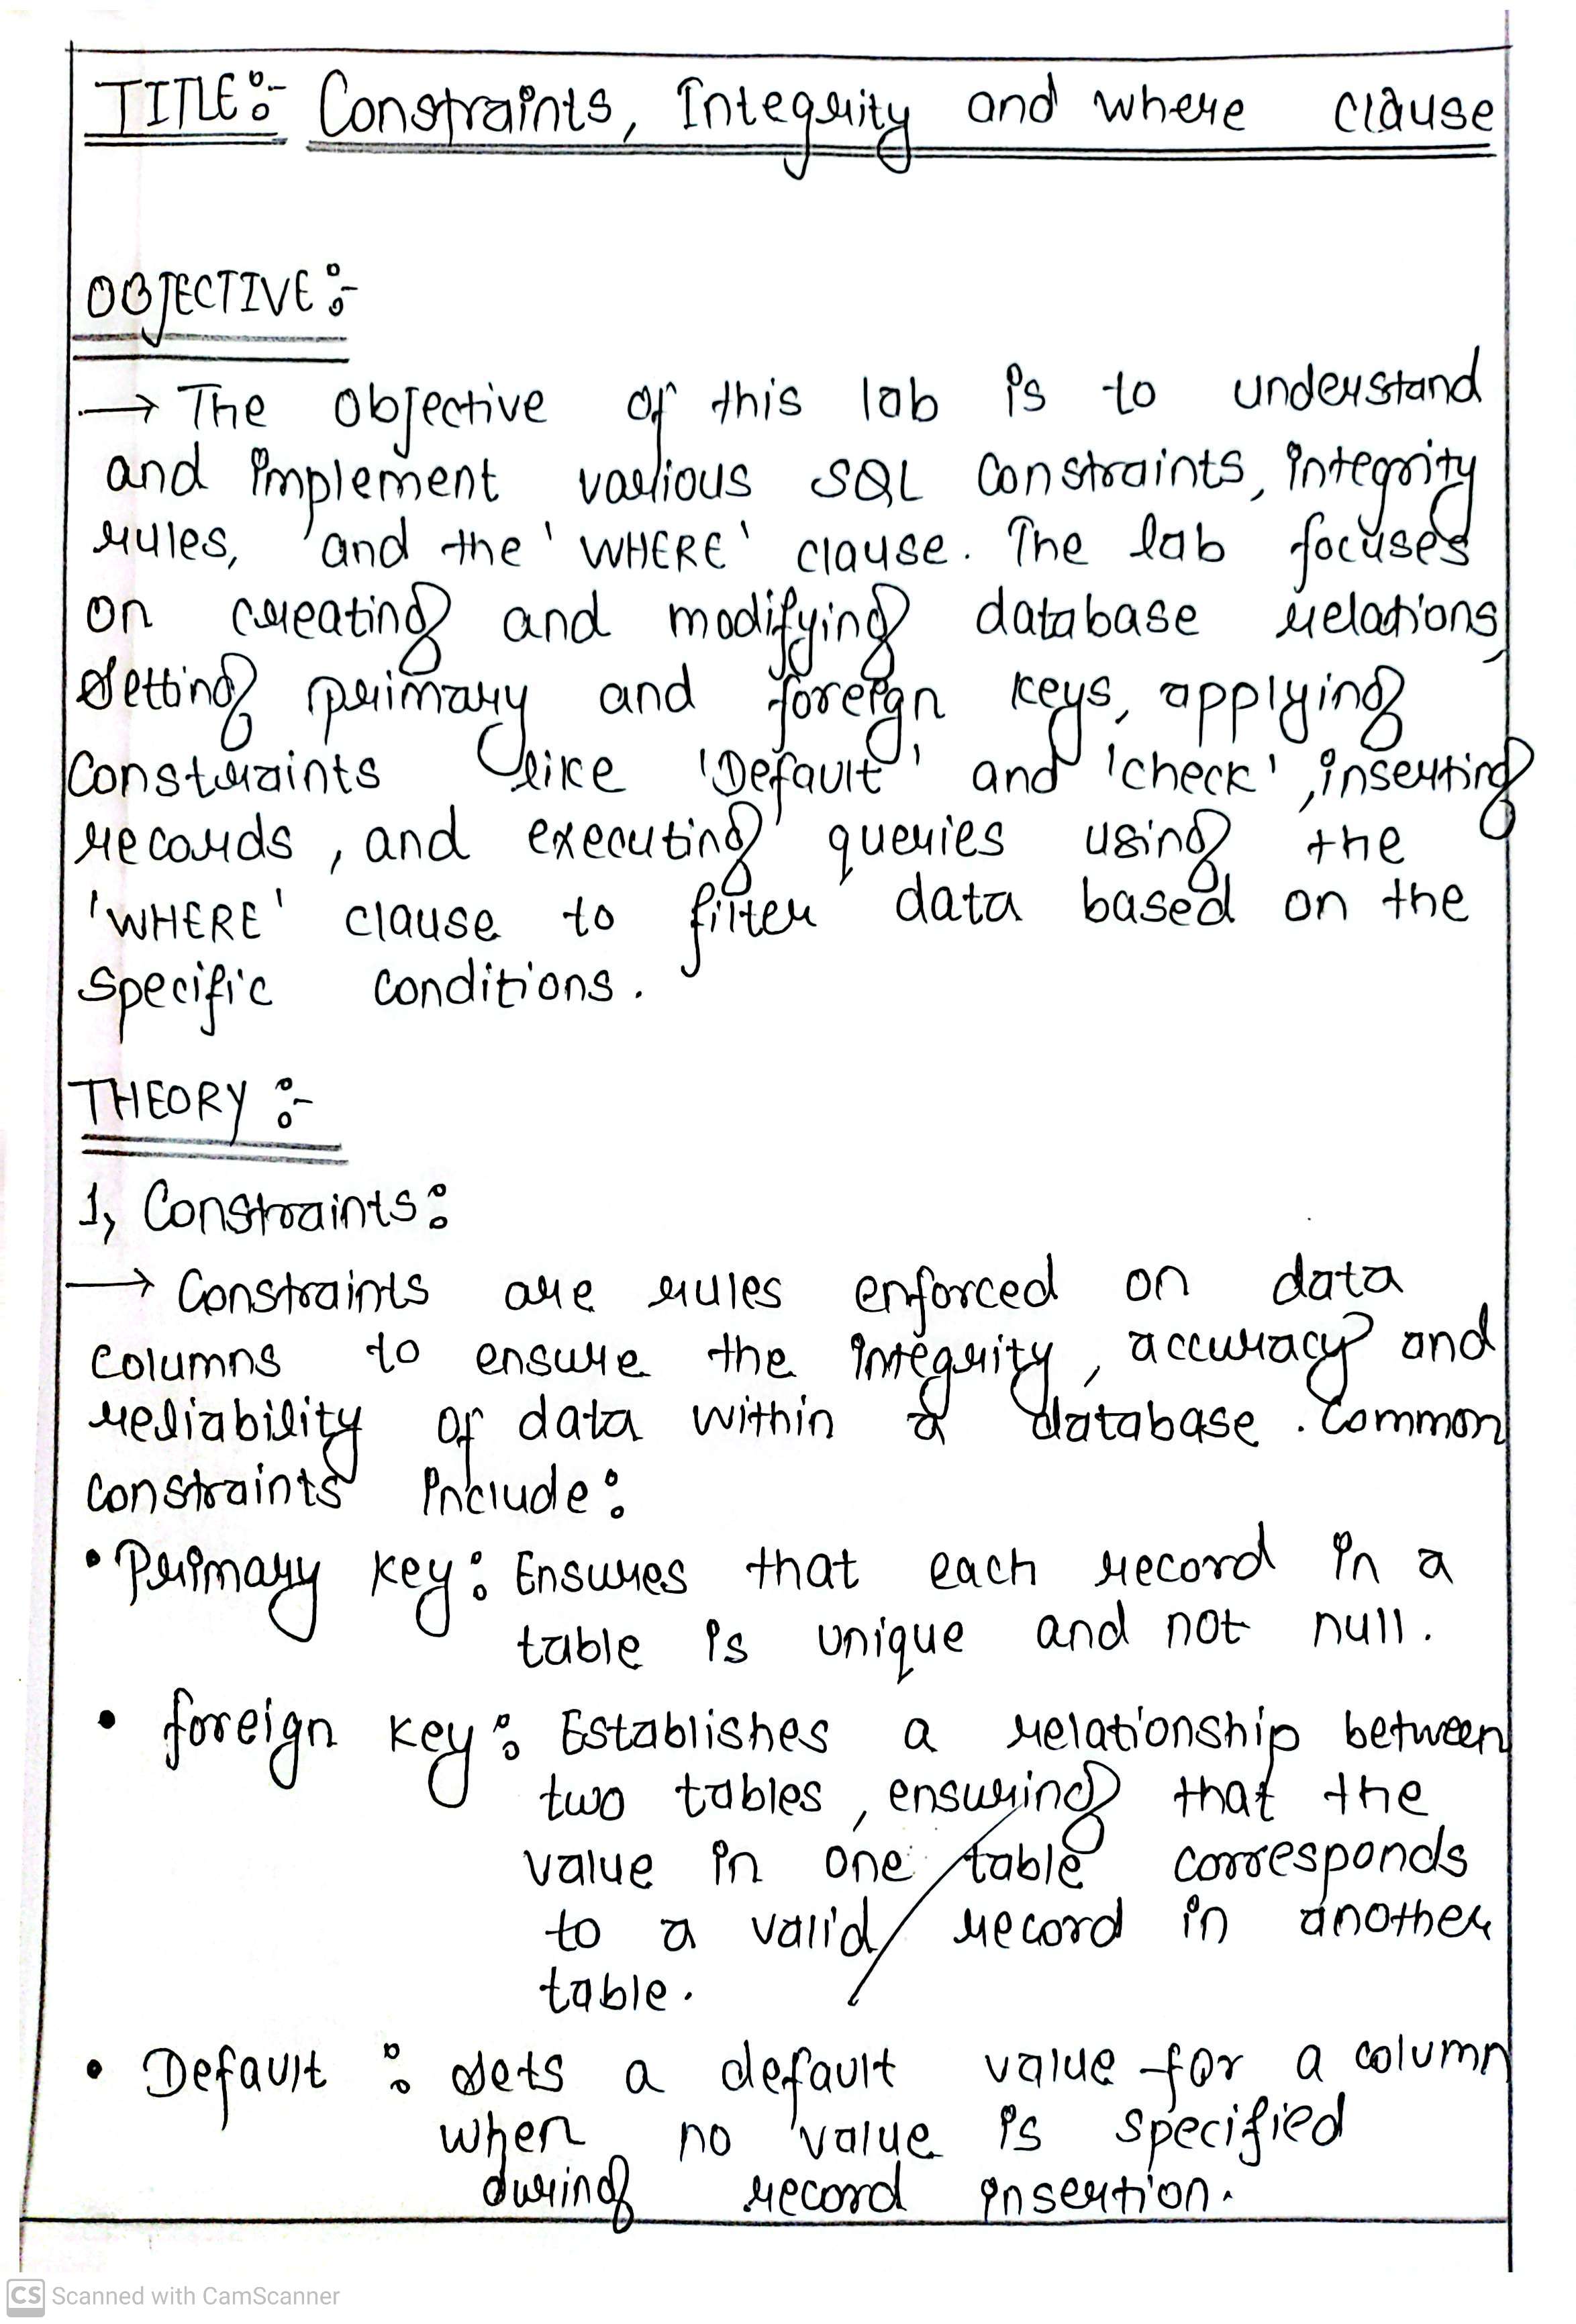 TITLE:- Constraints, Integrity and where clause
OBJECTIVE:-
→ The Objective of this lab is to understand
and implement various SQL Constraints, integrity
rules, and the 'WHERE' clause. The lab focuses
on creating and modifying database relations,
setting primary and foreign keys, applying
Constraints like 'Default' and 'check', inserting
records, and executing queries using the
'WHERE' clause to filter data based on the
specific conditions.
THEORY:-
1, Constraints:
→ Constraints are rules enforced on data
columns to ensure the integrity, accuracy and
reliability of data within a database. Common
constraints include:
• Primary key: Ensures that each record in a
table is unique and not null.
• foreign key: Establishes a relationship between
two tables, ensuring that the
value in one table corresponds
to a valid record in another
table.
• Default : sets a default value for a column
when no value is specified
during record insertion.
CS Scanned with CamScanner